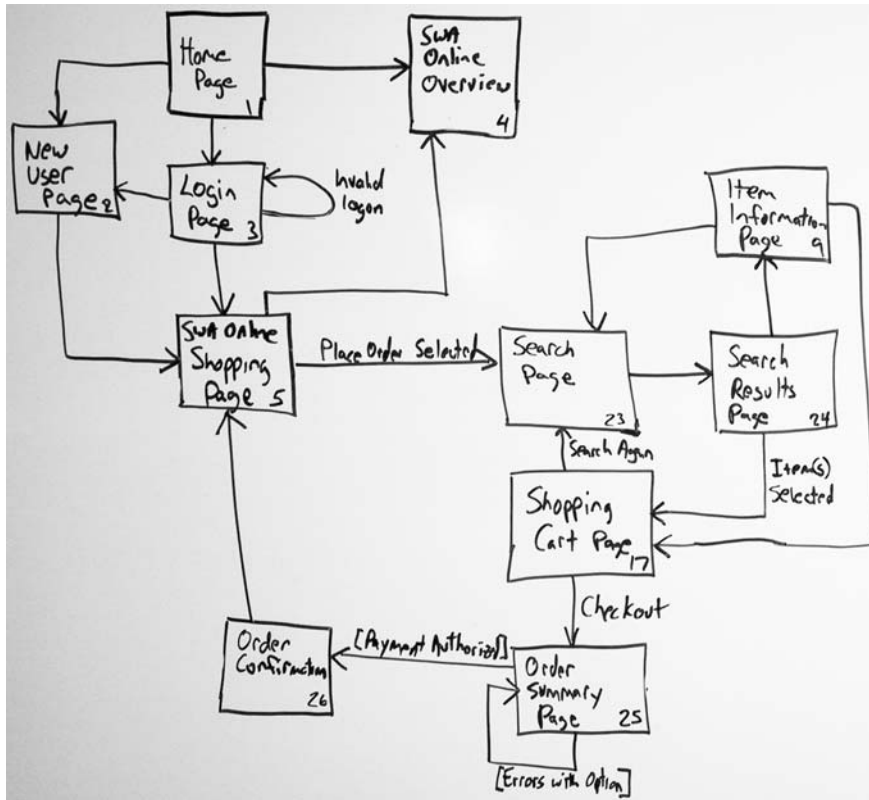 Home
Page
1
SWA
Online
Overview
4
New
User
Page 2
Login
Page 3
Invalid
Logon
Item
Information
Page 9
SWA Online
Shopping
Page 5
Place Order Selected
Search
Page
23
Search
Results
Page 24
Search Again
Item(s)
Selected
Shopping
Cart Page
17
Checkout
Order
Confirmation
26
[Payment Authorized]
Order
Summary
Page 25
[Errors with Option]